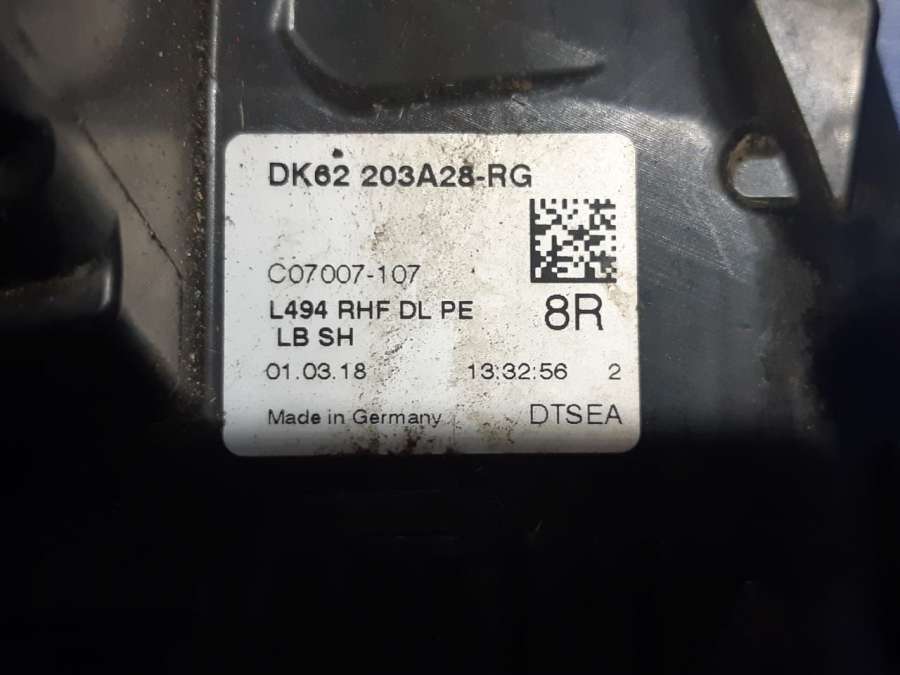 DK62 203A28-RG
C07007-107
8R
L494 RHF DL PE
LB SH
01.03.18 13:32:56 2
Made in Germany DTSEA